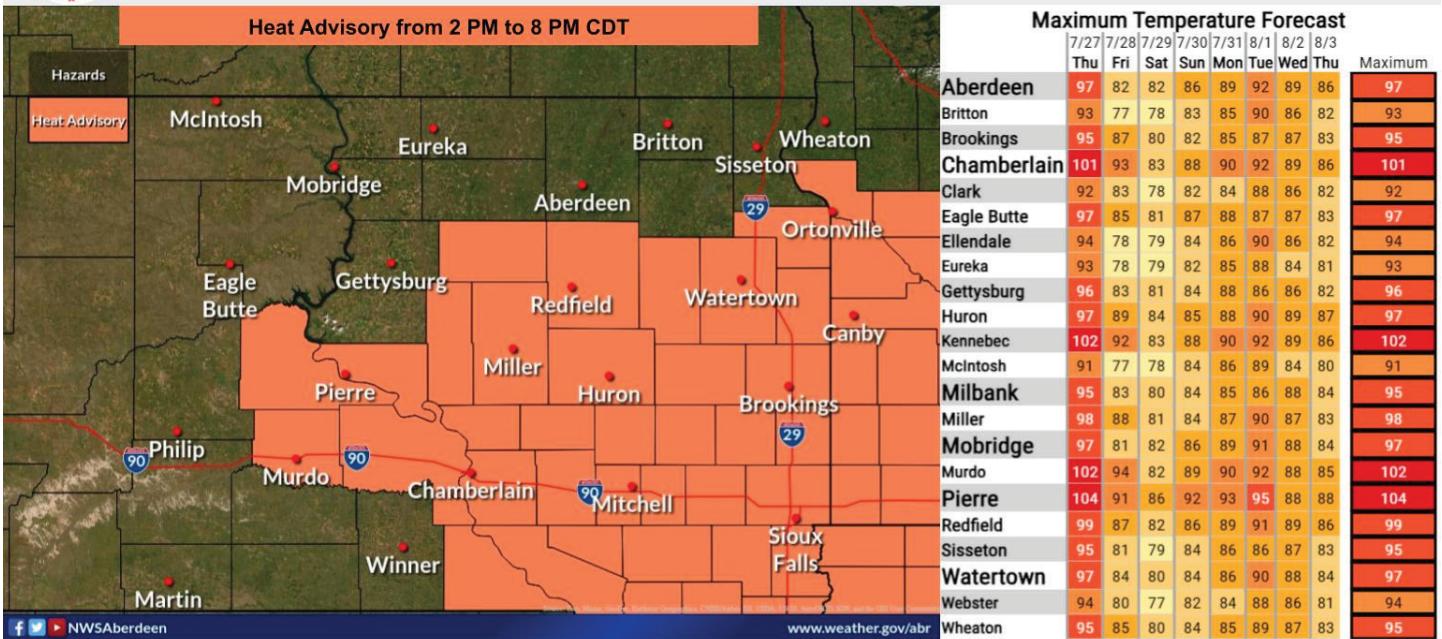 Heat Advisory from 2 PM to 8 PM CDT
Hazards
Heat Advisory
McIntosh
Eureka
Britton
Wheaton
Sisseton
Mobridge
Aberdeen
29
Ortonville
Eagle
Butte
Gettysburg
Redfield
Watertown
Canby
Miller
Pierre
Huron
Brookings
29
Philip
90
90
Murdo
Chamberlain
90
Mitchell
Sioux
Falls
Winner
Martin
NWSAberdeen
www.weather.gov/abr
Maximum Temperature Forecast
7/27 7/28 7/29 7/30 7/31 8/1 8/2 8/3
Thu Fri Sat Sun Mon Tue Wed Thu Maximum
Aberdeen 97 82 82 86 89 92 89 86 97
Britton 93 77 78 83 85 90 86 82 93
Brookings 95 87 80 82 85 87 87 83 95
Chamberlain 101 93 83 88 90 92 89 86 101
Clark 92 83 78 82 84 88 86 82 92
Eagle Butte 97 85 81 87 88 87 87 83 97
Ellendale 94 78 79 84 86 90 86 82 94
Eureka 93 78 79 82 85 88 84 81 93
Gettysburg 96 83 81 84 88 86 86 82 96
Huron 97 89 84 85 88 90 89 87 97
Kennebec 102 92 83 88 90 92 89 86 102
McIntosh 91 77 78 84 86 89 84 80 91
Milbank 95 83 80 84 85 86 88 84 95
Miller 98 88 81 84 87 90 87 83 98
Mobridge 97 81 82 86 89 91 88 84 97
Murdo 102 94 82 89 90 92 88 85 102
Pierre 104 91 86 92 93 95 88 88 104
Redfield 99 87 82 86 89 91 89 86 99
Sisseton 95 81 79 84 86 86 87 83 95
Watertown 97 84 80 84 86 90 88 84 97
Webster 94 80 77 82 84 88 86 81 94
Wheaton 95 85 80 84 85 89 87 83 95